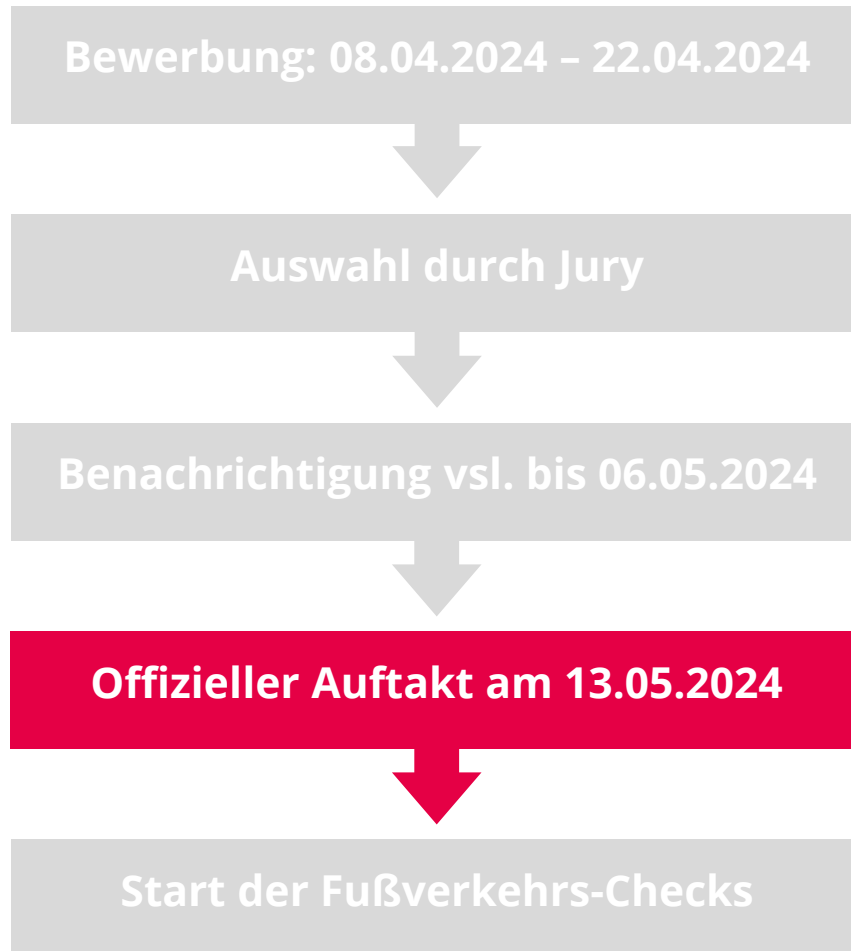 Bewerbung: 08.04.2024 – 22.04.2024
Auswahl durch Jury
Benachrichtigung vsl. bis 06.05.2024
Offizieller Auftakt am 13.05.2024
Start der Fußverkehrs-Checks